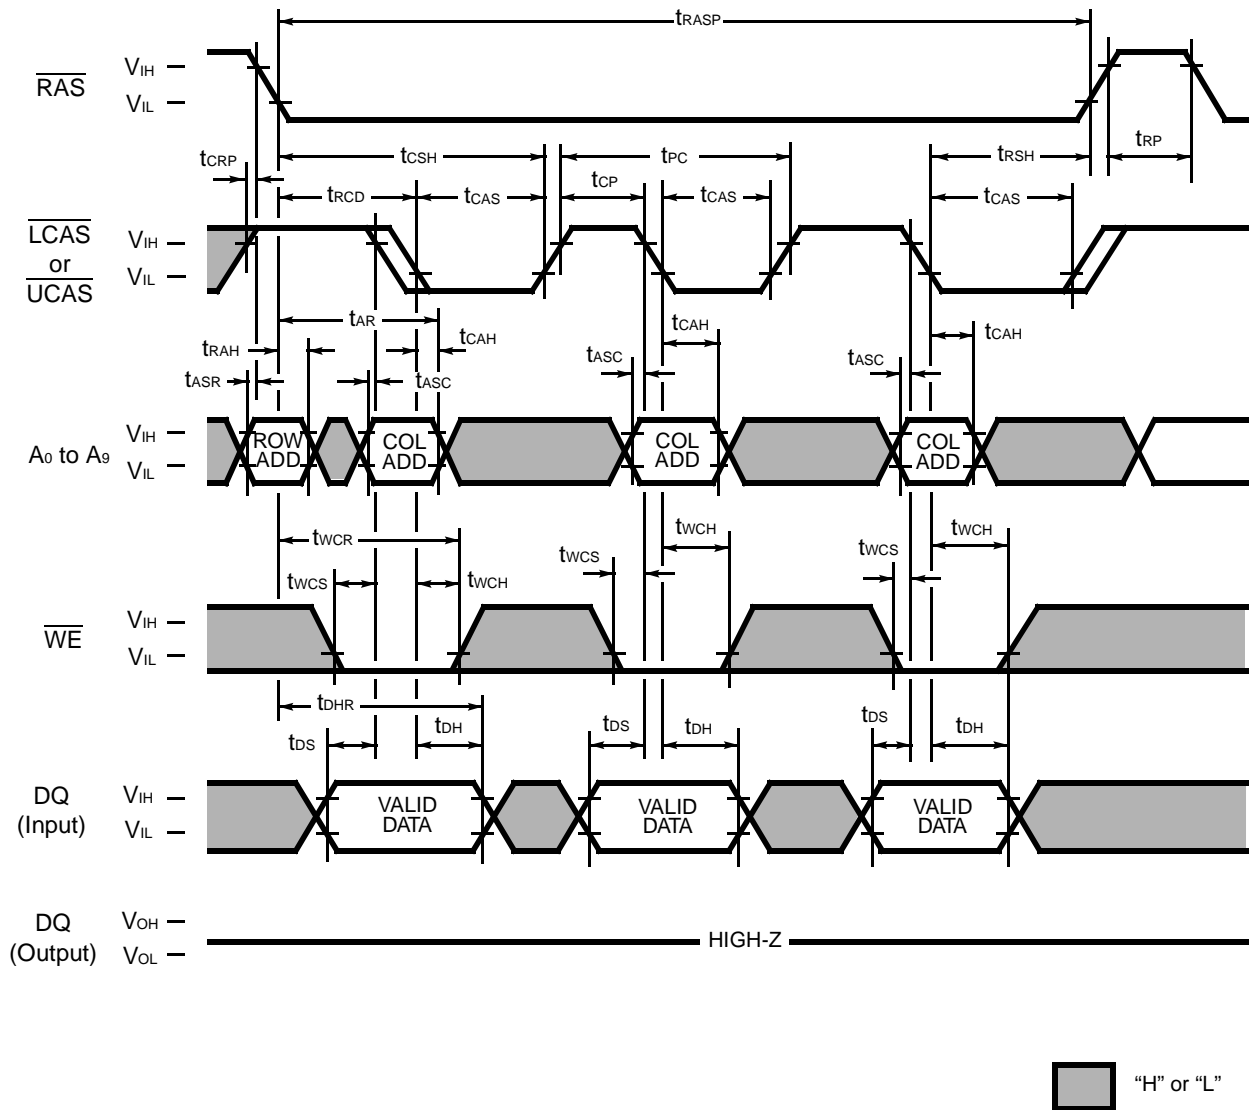 tRASP
RAS
VIH
VIL
tCRP
tCSH
tPC
tRSH
tRP
tRCD
tCAS
tCP
tCAS
tCAS
LCAS
or
UCAS
VIH
VIL
tAR
tRAH
tCAH
tCAH
tCAH
tASR
tASC
tASC
tASC
A0 to A9
VIH
VIL
ROW
ADD
COL
ADD
COL
ADD
COL
ADD
tWCR
tWCH
tWCH
tWCS
tWCH
tWCS
tWCS
WE
VIH
VIL
tDHR
tDS
tDH
tDS
tDH
tDS
tDH
DQ
(Input)
VIH
VIL
VALID
DATA
VALID
DATA
VALID
DATA
DQ
(Output)
VOH
VOL
HIGH-Z
“H” or “L”